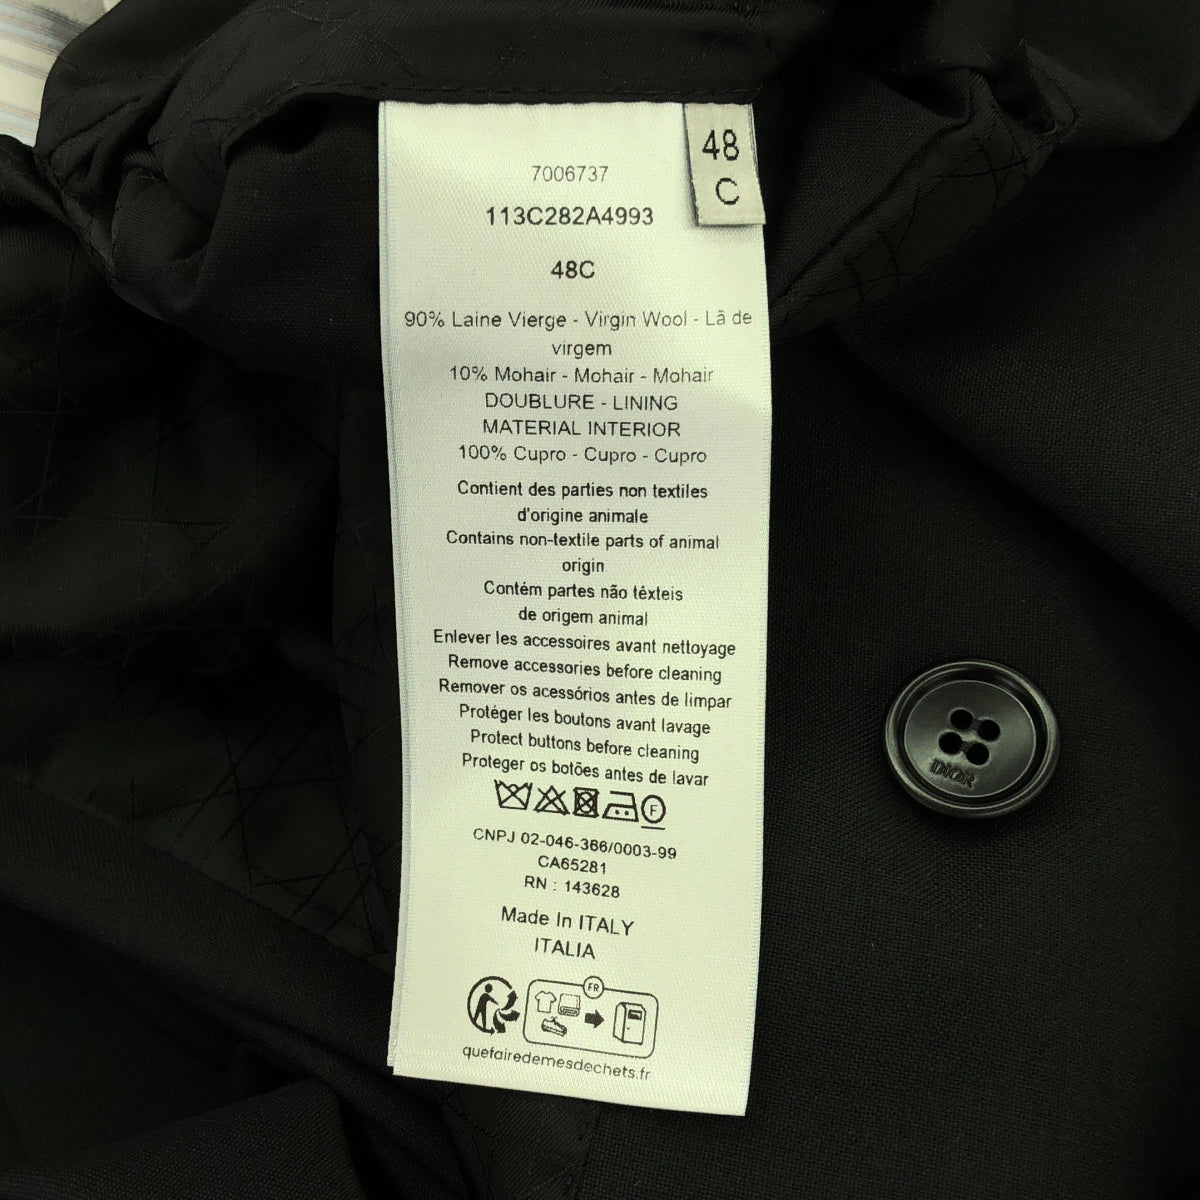 48
C
7006737
113C282A4993
48C
90% Laine Vierge - Virgin Wool - Lã de
virgem
10% Mohair - Mohair - Mohair
DOUBLURE - LINING
MATERIAL INTERIOR
100% Cupro - Cupro - Cupro
Contient des parties non textiles
d'origine animale
Contains non-textile parts of animal
origin
Contém partes não têxteis
de origem animal
Enlever les accessoires avant nettoyage
Remove accessories before cleaning
Remover os acessórios antes de limpar
Protéger les boutons avant lavage
Protect buttons before cleaning
Proteger os botões antes de lavar
F
CNPJ 02-046-366/0003-99
CA65281
RN : 143628
Made In ITALY
ITALIA
FR
quefairedemesdechets.fr
DIOR